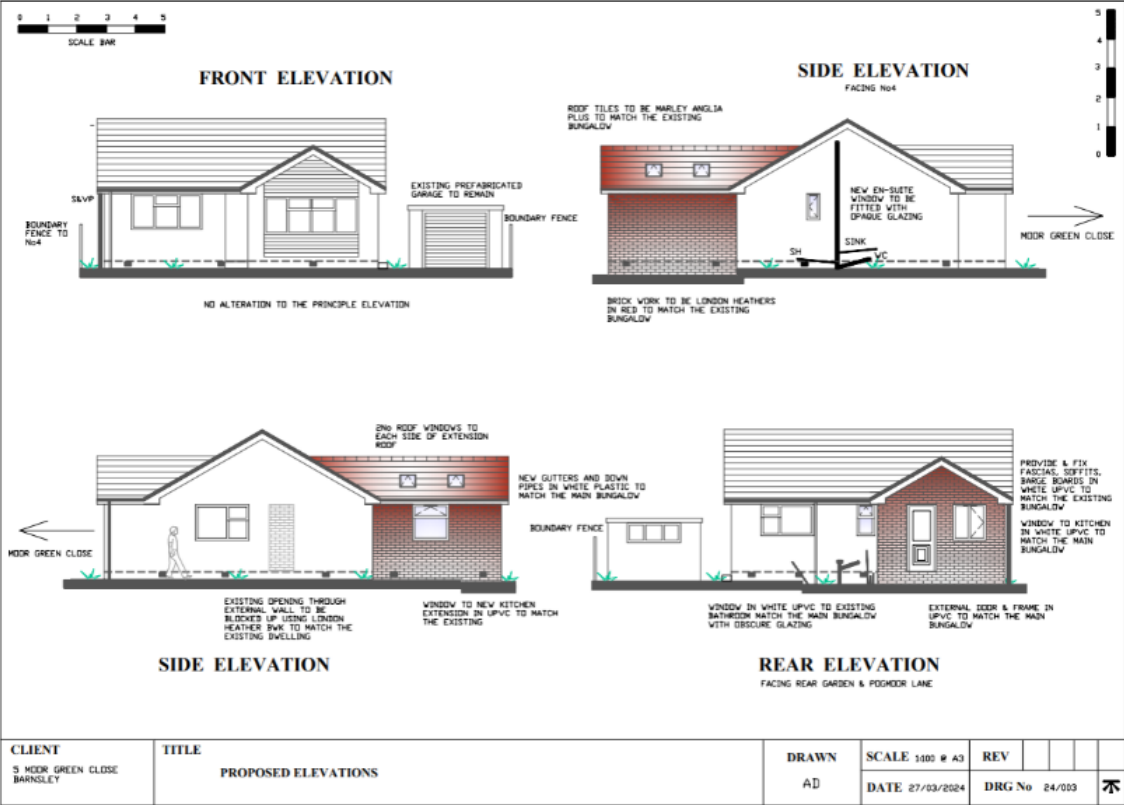 0 1 2 3 4 5
SCALE BAR
5
4
3
2
1
0
FRONT ELEVATION
S&VP
BOUNDARY
FENCE TO
No4
EXISTING PREFABRICATED
GARAGE TO REMAIN
BOUNDARY FENCE
NO ALTERATION TO THE PRINCIPLE ELEVATION
SIDE ELEVATION
FACING No4
ROOF TILES TO BE MARLEY ANGLIA
PLUS TO MATCH THE EXISTING
BUNGALOW
NEW EN-SUITE
WINDOW TO BE
FITTED WITH
OPAQUE GLAZING
SINK
SH
WC
MOOR GREEN CLOSE
BRICK WORK TO BE LONDON HEATHERS
IN RED TO MATCH THE EXISTING
BUNGALOW
2No ROOF WINDOWS TO
EACH SIDE OF EXTENSION
ROOF
NEW GUTTERS AND DOWN
PIPES IN WHITE PLASTIC TO
MATCH THE MAIN BUNGALOW
MOOR GREEN CLOSE
EXISTING OPENING THROUGH
EXTERNAL WALL TO BE
BLOCKED UP USING LONDON
HEATHER BWK TO MATCH THE
EXISTING DWELLING
WINDOW TO NEW KITCHEN
EXTENSION IN UPVC TO MATCH
THE EXISTING
SIDE ELEVATION
BOUNDARY FENCE
PROVIDE & FIX
FASCIAS, SOFFITS,
BARGE BOARDS IN
WHITE UPVC TO
MATCH THE EXISTING
BUNGALOW
WINDOW TO KITCHEN
IN WHITE UPVC TO
MATCH THE MAIN
BUNGALOW
WINDOW IN WHITE UPVC TO EXISTING
BATHROOM MATCH THE MAIN BUNGALOW
WITH OBSCURE GLAZING
EXTERNAL DOOR & FRAME IN
UPVC TO MATCH THE MAIN
BUNGALOW
REAR ELEVATION
FACING REAR GARDEN & POGMOOR LANE
CLIENT
5 MOOR GREEN CLOSE
BARNSLEY
TITLE
PROPOSED ELEVATIONS
DRAWN
AD
SCALE 1:100 @ A3
REV
DATE 27/03/2024
DRG No 24/003